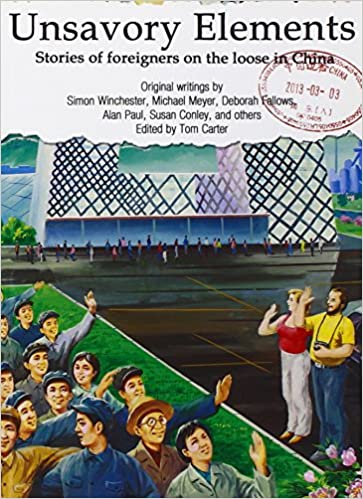 Unsavory Elements
Stories of foreigners on the loose in China
Original writings by
Simon Winchester, Michael Meyer, Deborah Fallows,
Alan Paul, Susan Conley, and others
Edited by Tom Carter
2013-03-03